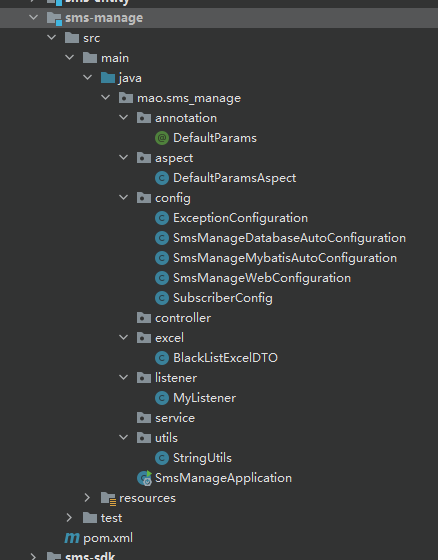 sms-entity
sms-manage
src
main
java
mao.sms_manage
annotation
DefaultParams
aspect
DefaultParamsAspect
config
ExceptionConfiguration
SmsManageDatabaseAutoConfiguration
SmsManageMybatisAutoConfiguration
SmsManageWebConfiguration
SubscriberConfig
controller
excel
BlackListExcelDTO
listener
MyListener
service
utils
StringUtils
SmsManageApplication
resources
test
pom.xml
sms-sdk